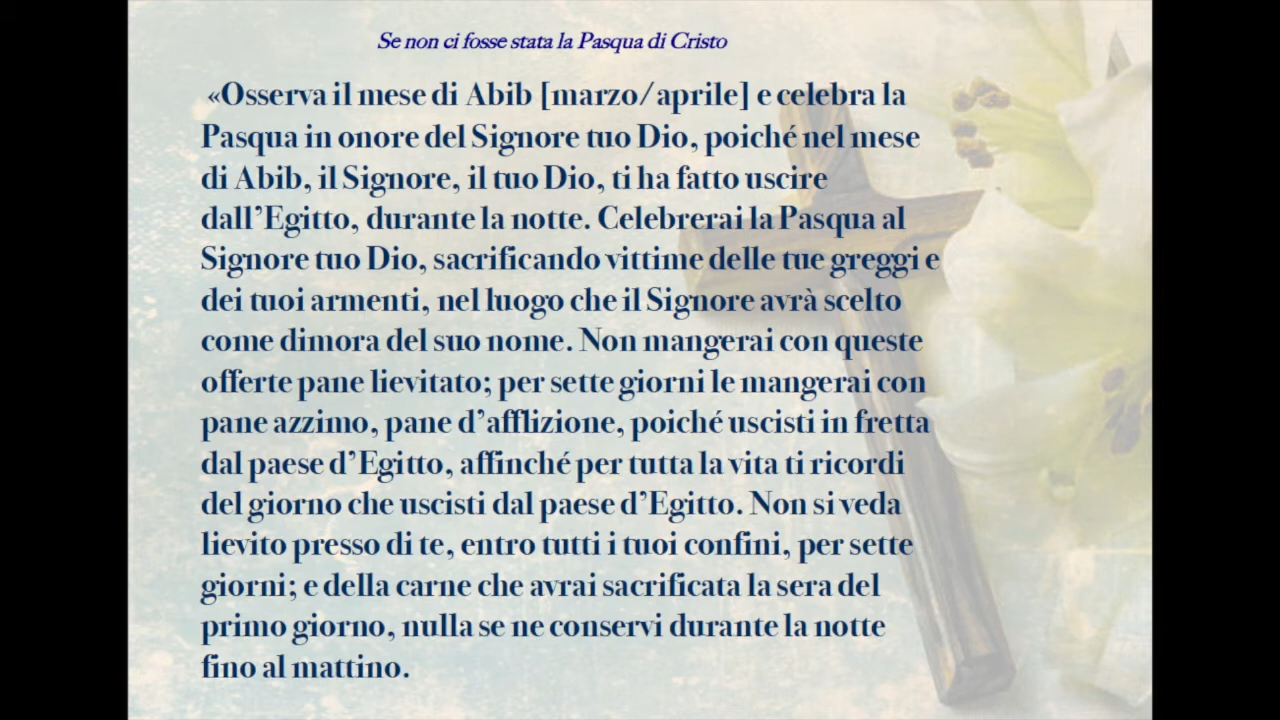 Se non ci fosse stata la Pasqua di Cristo
«Osserva il mese di Abib [marzo/aprile] e celebra la
Pasqua in onore del Signore tuo Dio, poiché nel mese
di Abib, il Signore, il tuo Dio, ti ha fatto uscire
dall’Egitto, durante la notte. Celebrerai la Pasqua al
Signore tuo Dio, sacrificando vittime delle tue greggi e
dei tuoi armenti, nel luogo che il Signore avrà scelto
come dimora del suo nome. Non mangerai con queste
offerte pane lievitato; per sette giorni le mangerai con
pane azzimo, pane d’afflizione, poiché uscisti in fretta
dal paese d’Egitto, affinché per tutta la vita ti ricordi
del giorno che uscisti dal paese d’Egitto. Non si veda
lievito presso di te, entro tutti i tuoi confini, per sette
giorni; e della carne che avrai sacrificata la sera del
primo giorno, nulla se ne conservi durante la notte
fino al mattino.